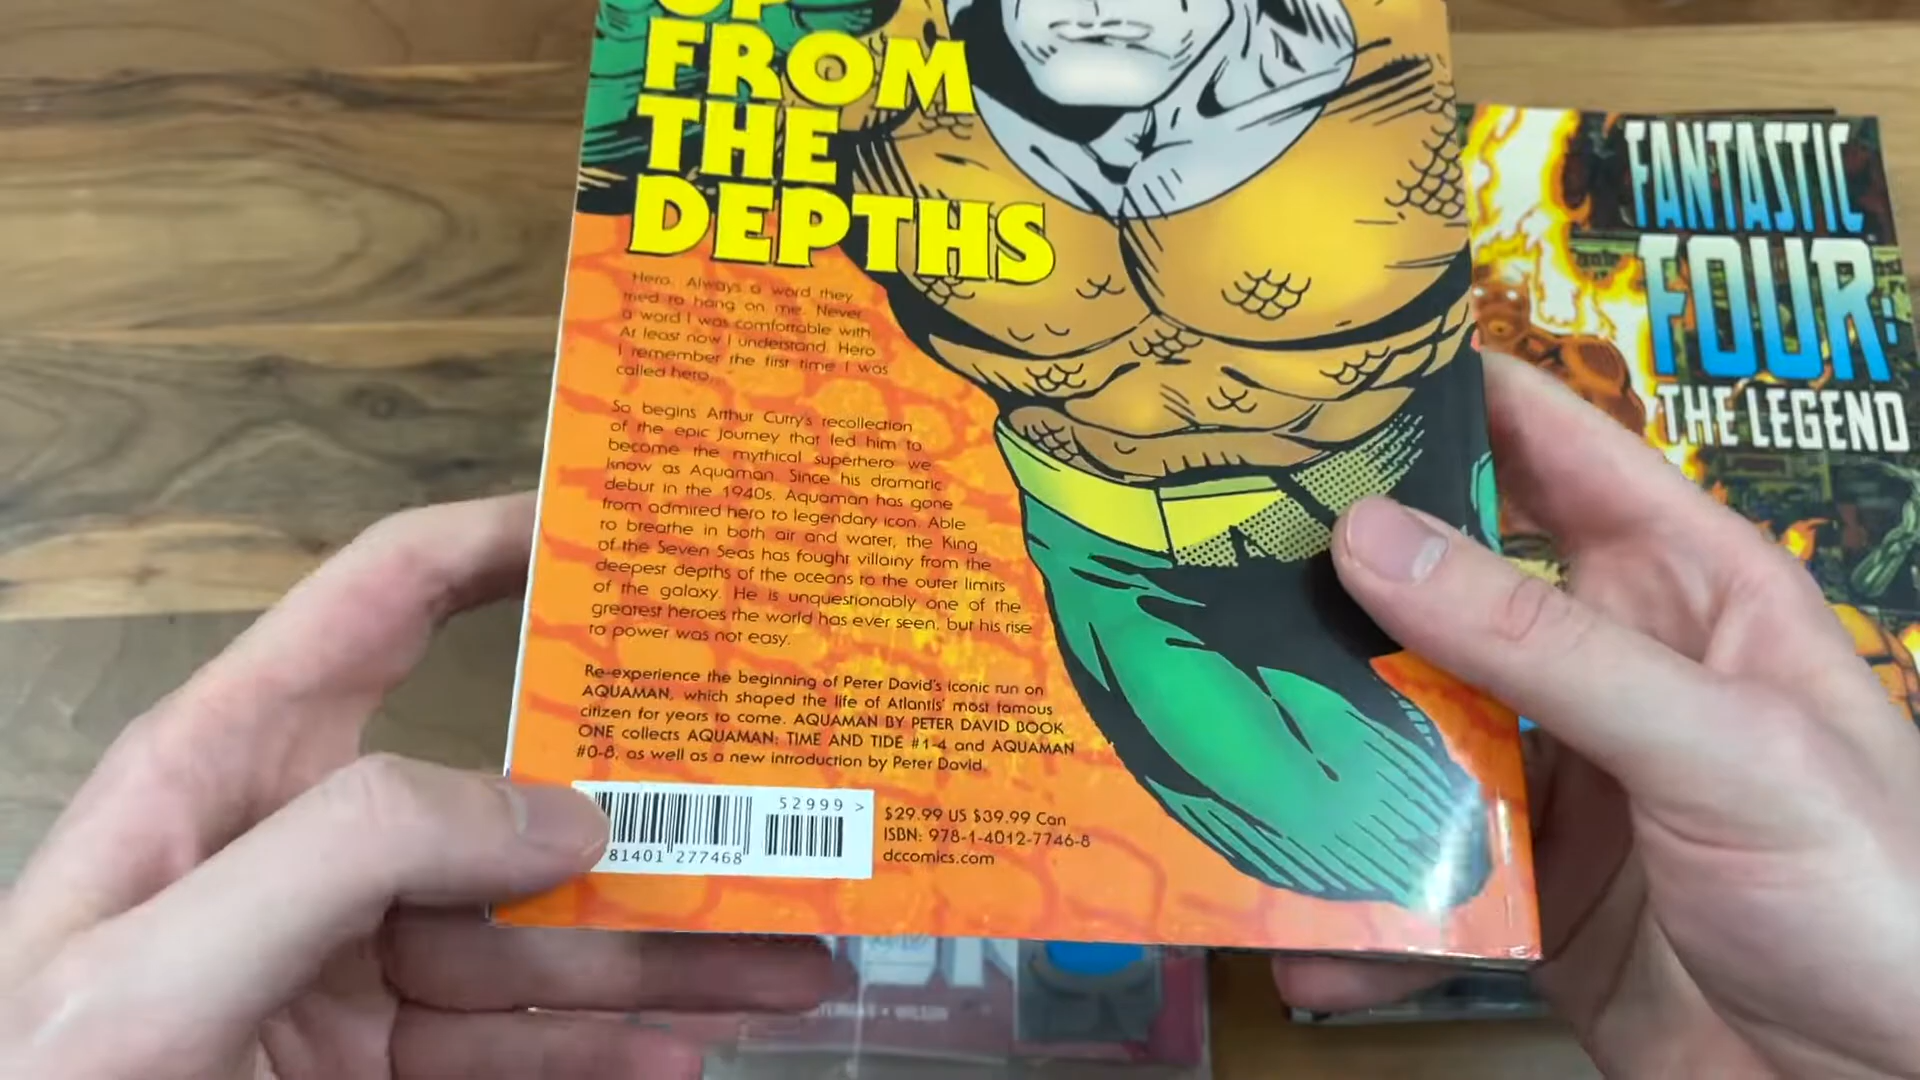 UP
FROM
THE
DEPTHS
"Hero. Always a word they
tried to hang on me. Never
a word I was comfortable with.
At least now I understand. Hero.
I remember the first time I was
called hero..."
So begins Arthur Curry's recollection
of the epic journey that led him to
become the mythical superhero we
know as Aquaman. Since his dramatic
debut in the 1940s, Aquaman has gone
from admired hero to legendary icon. Able
to breathe in both air and water, the King
of the Seven Seas has fought villainy from the
deepest depths of the oceans to the outer limits
of the galaxy. He is unquestionably one of the
greatest heroes the world has ever seen, but his rise
to power was not easy.
Re-experience the beginning of Peter David's iconic run on
AQUAMAN, which shaped the life of Atlantis' most famous
citizen for years to come. AQUAMAN BY PETER DAVID BOOK
ONE collects AQUAMAN: TIME AND TIDE #1-4 and AQUAMAN
#0-8, as well as a new introduction by Peter David.
52999 >
81401 277468
$29.99 US $39.99 Can
ISBN: 978-1-4012-7746-8
dccomics.com
FANTASTIC
FOUR:
THE LEGEND
WILSON